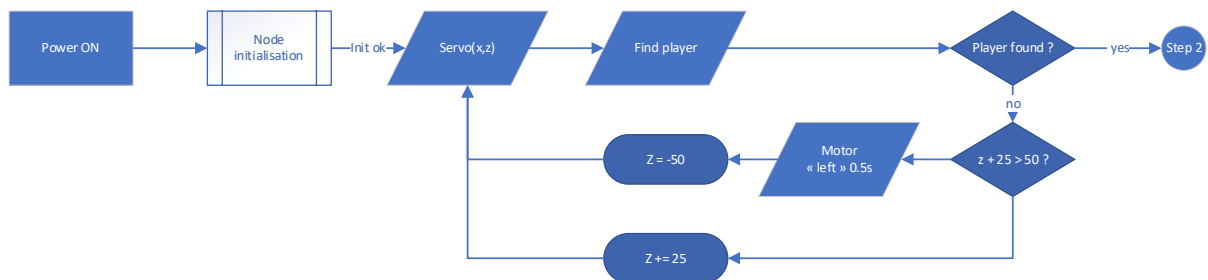 Power ON
Node
initialisation
Init ok
Servo(x,z)
Find player
Player found ?
yes
Step 2
no
Z = -50
Motor
« left » 0.5s
z + 25 > 50 ?
Z += 25